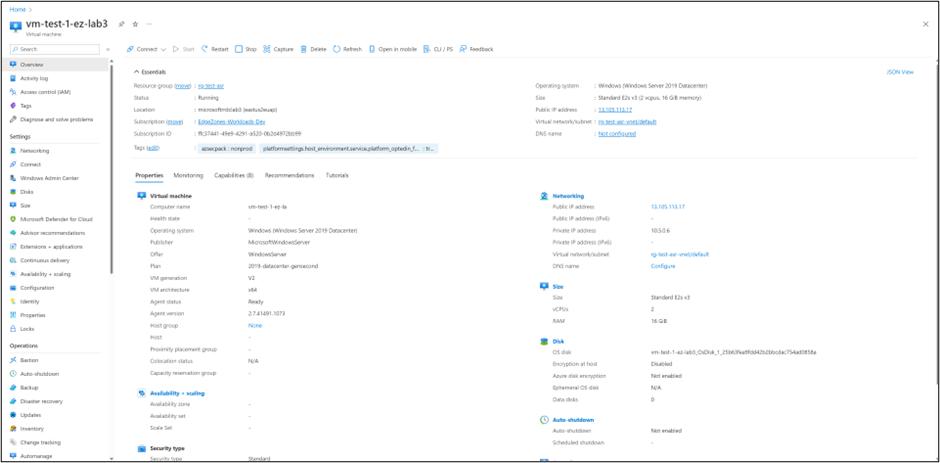 Home >
vm-test-1-ez-lab3
Virtual machine
Search
Connect Start Restart Stop Capture Delete Refresh Open in mobile CLI / PS Feedback
Overview
Activity log
Access control (IAM)
Tags
Diagnose and solve problems
Settings
Networking
Connect
Windows Admin Center
Disks
Size
Microsoft Defender for Cloud
Advisor recommendations
Extensions + applications
Continuous delivery
Availability + scaling
Configuration
Identity
Properties
Locks
Operations
Bastion
Auto-shutdown
Backup
Disaster recovery
Updates
Inventory
Change tracking
Automanage
Essentials
JSON View
Resource group (move) : rg-test-asr
Status : Running
Location : microsoftrrdclab3 (eastus2euap)
Subscription (move) : EdgeZones-Workloads-Dev
Subscription ID :
Tags (edit) : azsecpack : nonprod platformsettings.host_environment.service.platform_optedin_f... : tr...
Operating system : Windows (Windows Server 2019 Datacenter)
Size : Standard E2s v3 (2 vcpus, 16 GiB memory)
Public IP address : 13.105.113.17
Virtual network/subnet : rg-test-asr-vnet/default
DNS name : Not configured
Properties Monitoring Capabilities (8) Recommendations Tutorials
Virtual machine
Computer name vm-test-1-ez-la
Health state -
Operating system Windows (Windows Server 2019 Datacenter)
Publisher MicrosoftWindowsServer
Offer WindowsServer
Plan 2019-datacenter-gensecond
VM generation V2
VM architecture x64
Agent status Ready
Agent version 2.7.41491.1073
Host group None
Host -
Proximity placement group -
Colocation status N/A
Capacity reservation group -
Availability + scaling
Availability zone -
Availability set -
Scale Set -
Security type
Security type Standard
Networking
Public IP address 13.105.113.17
Public IP address (IPv6) -
Private IP address 10.5.0.6
Private IP address (IPv6) -
Virtual network/subnet rg-test-asr-vnet/default
DNS name Configure
Size
Size Standard E2s v3
vCPUs 2
RAM 16 GiB
Disk
OS disk
Encryption at host Disabled
Azure disk encryption Not enabled
Ephemeral OS disk N/A
Data disks 0
Auto-shutdown
Auto-shutdown Not enabled
Scheduled shutdown -